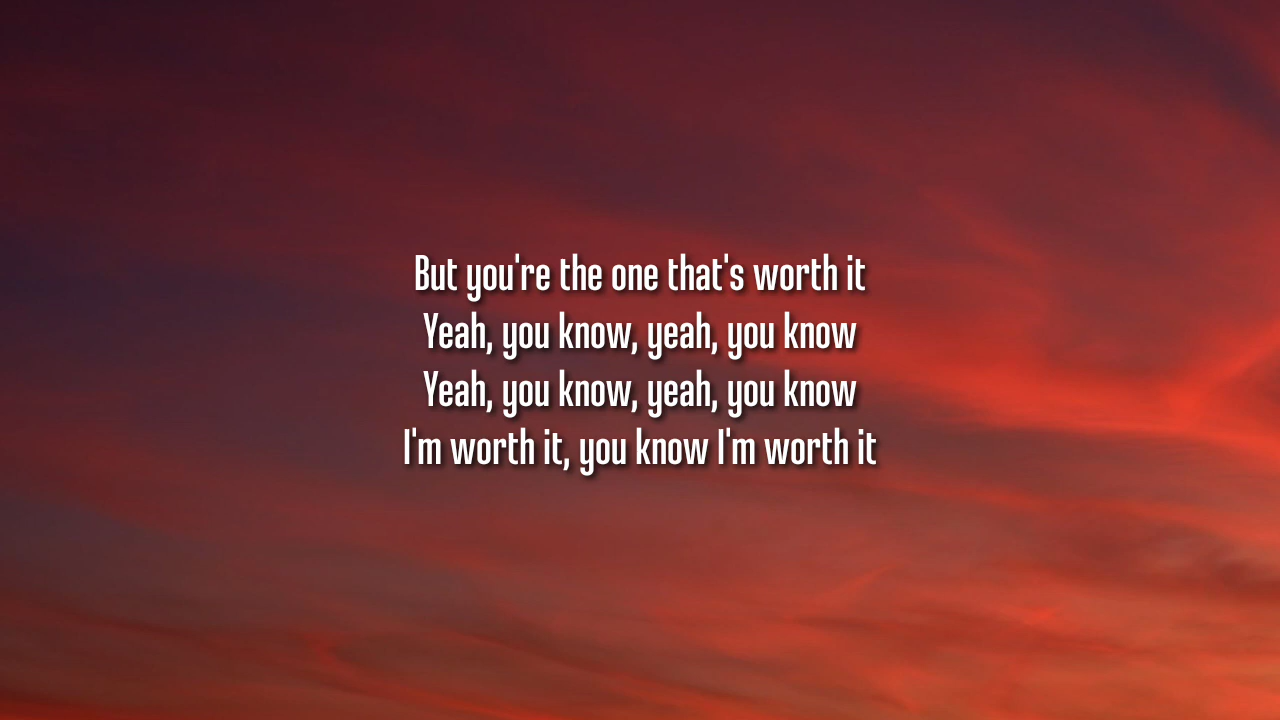 But you're the one that's worth it
Yeah, you know, yeah, you know
Yeah, you know, yeah, you know
I'm worth it, you know I'm worth it